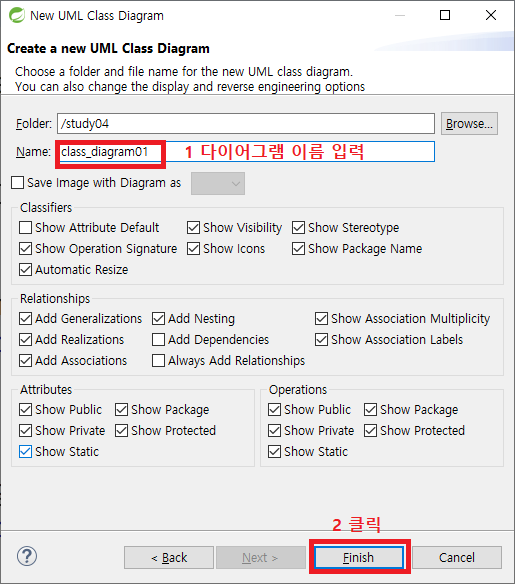 New UML Class Diagram
Create a new UML Class Diagram
Choose a folder and file name for the new UML class diagram.
You can also change the display and reverse engineering options
Folder: /study04 Browse...
Name: class_diagram01 1 다이어그램 이름 입력
Save Image with Diagram as
Classifiers
Show Attribute Default Show Visibility Show Stereotype
Show Operation Signature Show Icons Show Package Name
Automatic Resize
Relationships
Add Generalizations Add Nesting Show Association Multiplicity
Add Realizations Add Dependencies Show Association Labels
Add Associations Always Add Relationships
Attributes Operations
Show Public Show Package Show Public Show Package
Show Private Show Protected Show Private Show Protected
Show Static Show Static
2 클릭
? < Back Next > Finish Cancel